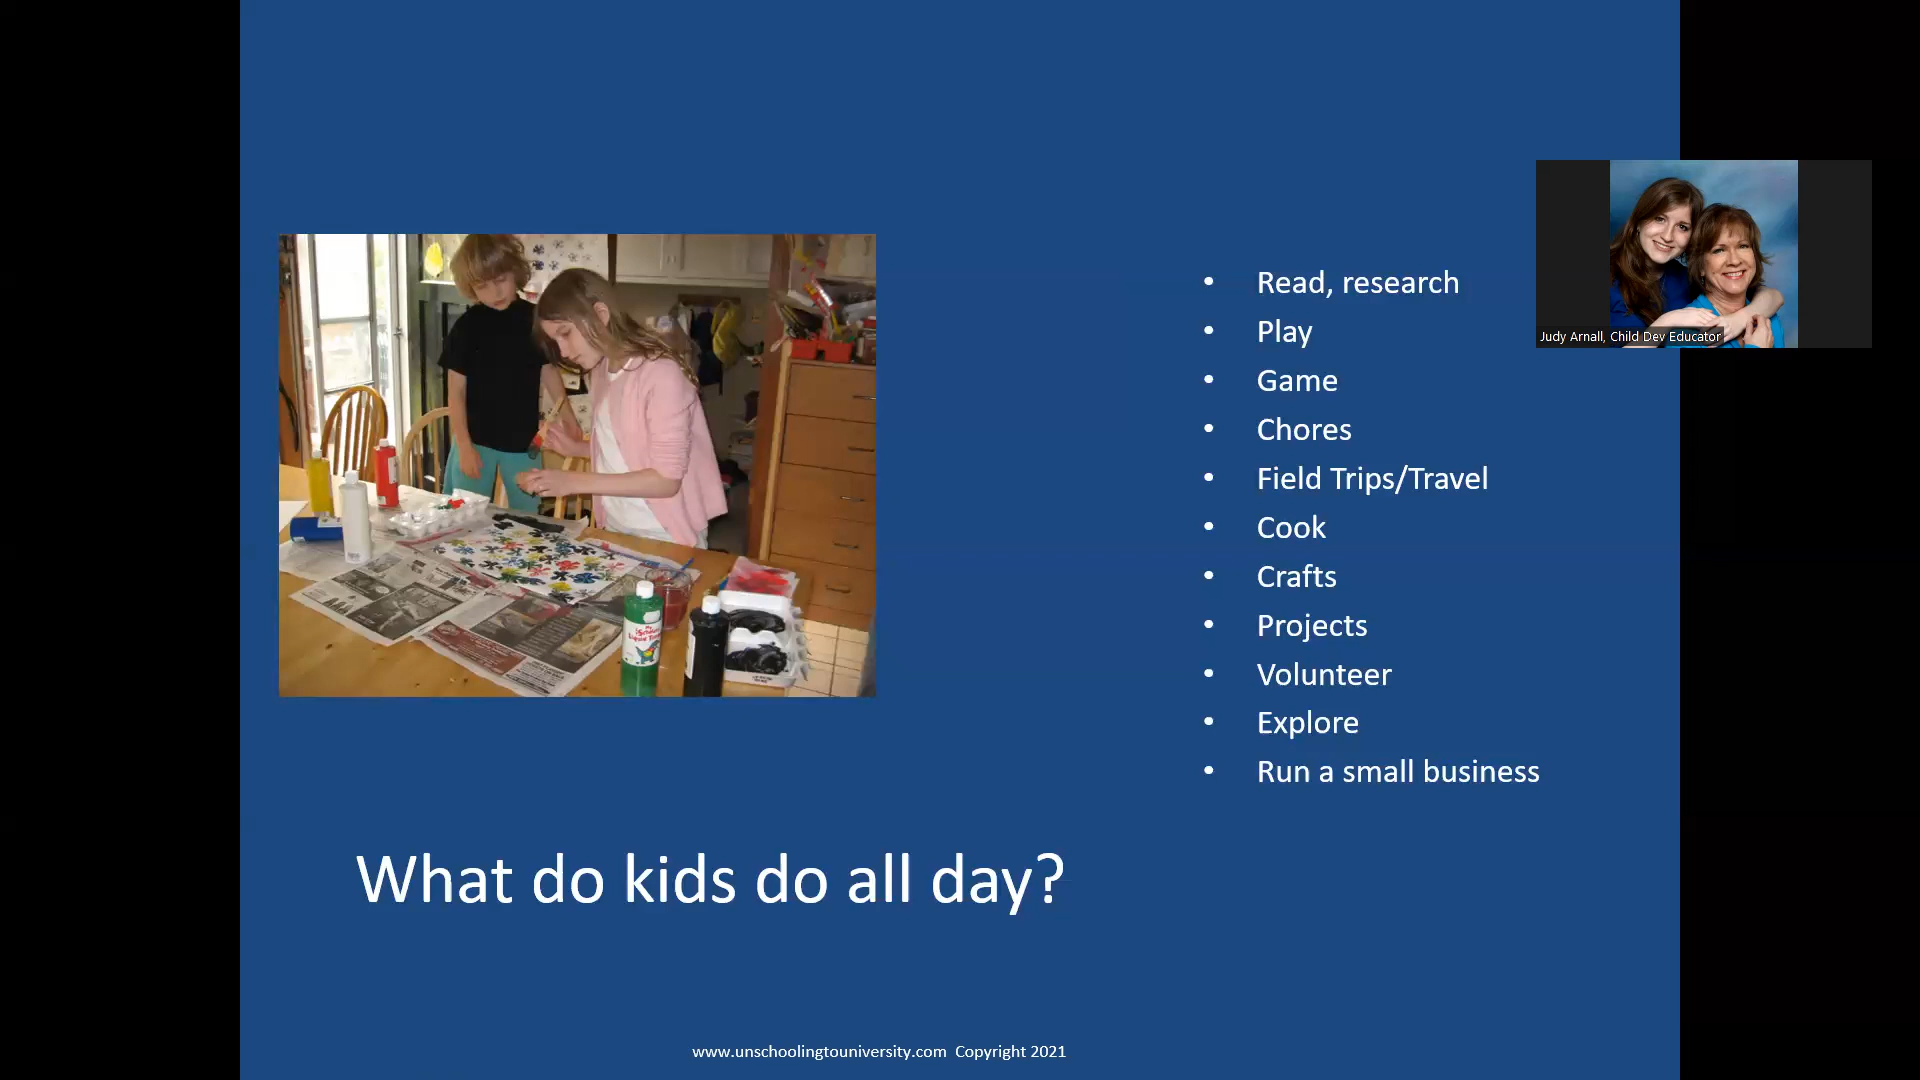 Read, research
Play
Game
Chores
Field Trips/Travel
Cook
Crafts
Projects
Volunteer
Explore
Run a small business
Judy Arnall, Child Dev Educator
What do kids do all day?
www.unschoolingtouniversity.com Copyright 2021